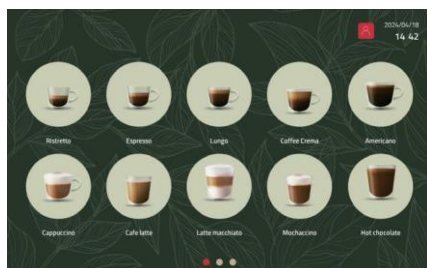 2024/04/18
14 42
Ristretto Espresso Lungo Coffee Crema Americano
Cappuccino Cafe latte Latte macchiato Mochaccino Hot chocolate